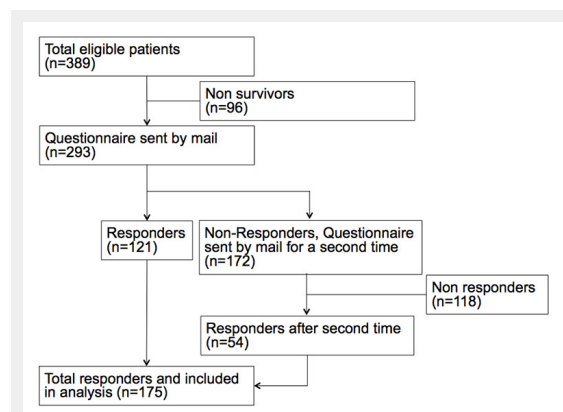 Total eligible patients
(n=389)
Non survivors
(n=96)
Questionnaire sent by mail
(n=293)
Responders
(n=121)
Non-Responders, Questionnaire
sent by mail for a second time
(n=172)
Non responders
(n=118)
Responders after second time
(n=54)
Total responders and included
in analysis (n=175)